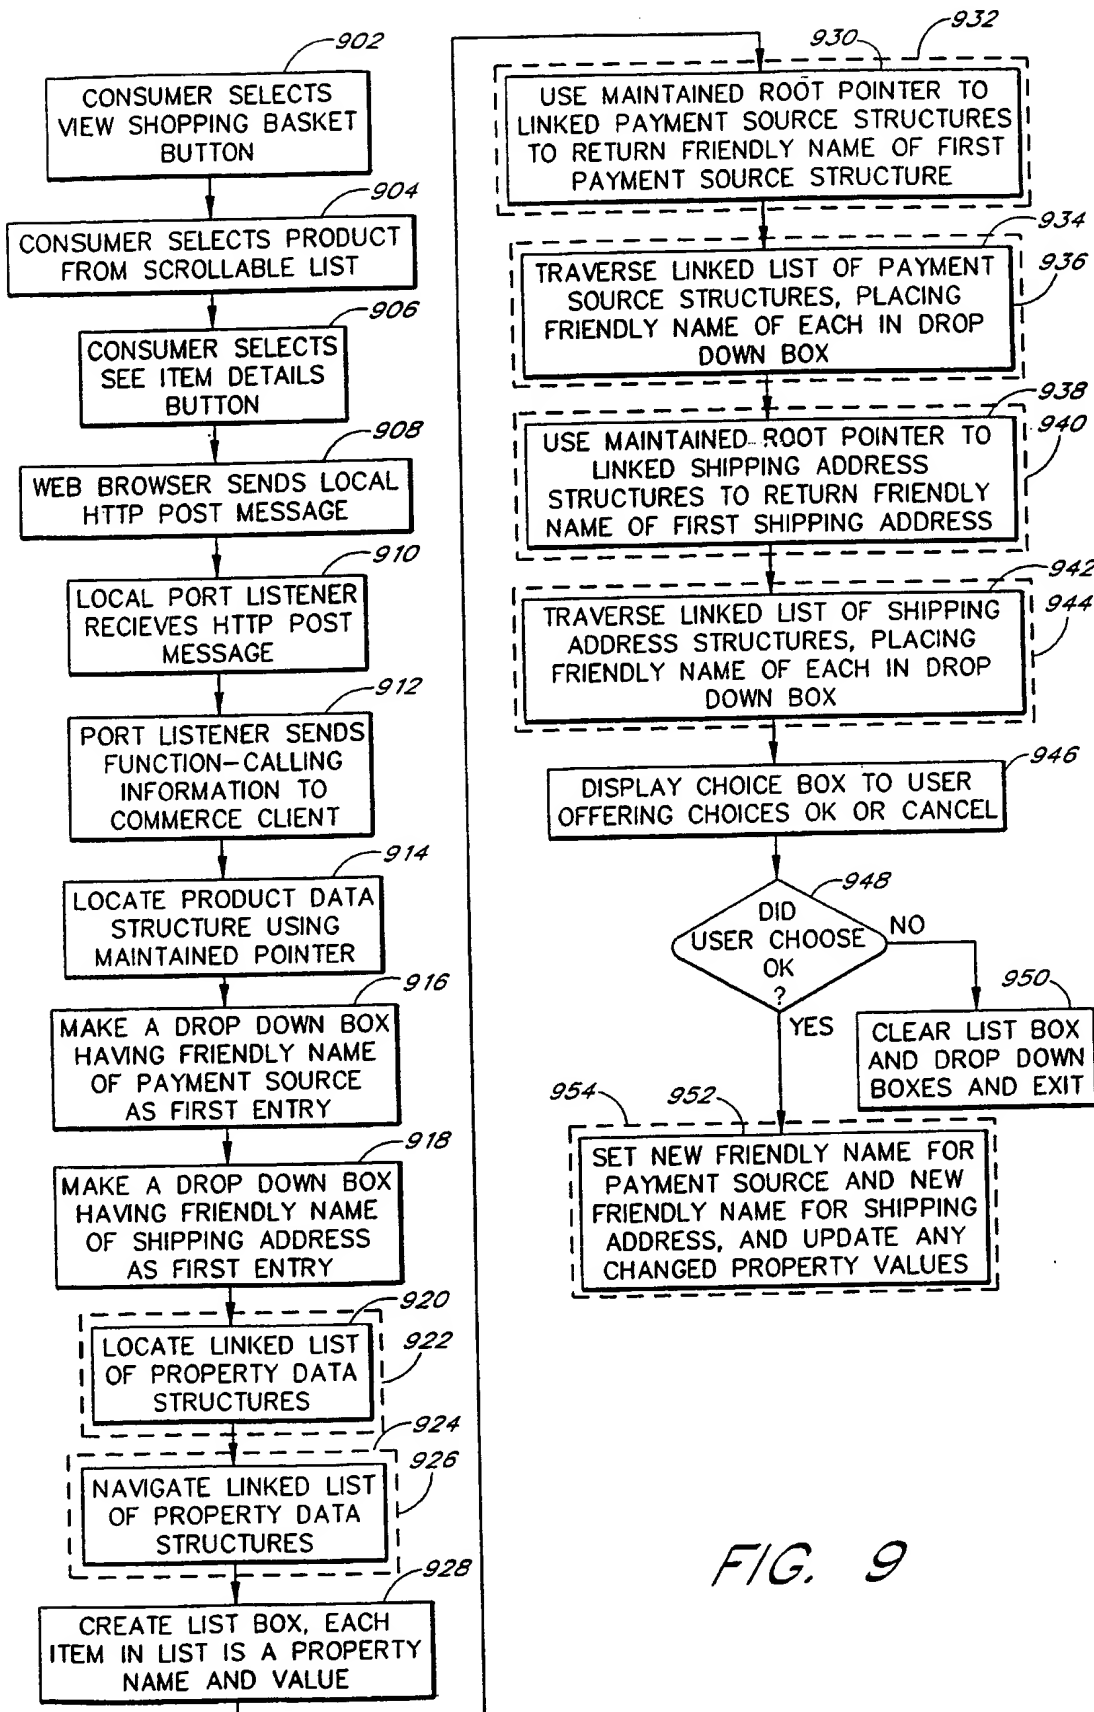 902
CONSUMER SELECTS
VIEW SHOPPING BASKET
BUTTON
904
CONSUMER SELECTS PRODUCT
FROM SCROLLABLE LIST
906
CONSUMER SELECTS
SEE ITEM DETAILS
BUTTON
908
WEB BROWSER SENDS LOCAL
HTTP POST MESSAGE
910
LOCAL PORT LISTENER
RECIEVES HTTP POST
MESSAGE
912
PORT LISTENER SENDS
FUNCTION-CALLING
INFORMATION TO
COMMERCE CLIENT
914
LOCATE PRODUCT DATA
STRUCTURE USING
MAINTAINED POINTER
916
MAKE A DROP DOWN BOX
HAVING FRIENDLY NAME
OF PAYMENT SOURCE
AS FIRST ENTRY
918
MAKE A DROP DOWN BOX
HAVING FRIENDLY NAME
OF SHIPPING ADDRESS
AS FIRST ENTRY
920
922
LOCATE LINKED LIST
OF PROPERTY DATA
STRUCTURES
924
926
NAVIGATE LINKED LIST
OF PROPERTY DATA
STRUCTURES
928
CREATE LIST BOX, EACH
ITEM IN LIST IS A PROPERTY
NAME AND VALUE
930
932
USE MAINTAINED ROOT POINTER TO
LINKED PAYMENT SOURCE STRUCTURES
TO RETURN FRIENDLY NAME OF FIRST
PAYMENT SOURCE STRUCTURE
934
936
TRAVERSE LINKED LIST OF PAYMENT
SOURCE STRUCTURES, PLACING
FRIENDLY NAME OF EACH IN DROP
DOWN BOX
938
940
USE MAINTAINED ROOT POINTER TO
LINKED SHIPPING ADDRESS
STRUCTURES TO RETURN FRIENDLY
NAME OF FIRST SHIPPING ADDRESS
942
944
TRAVERSE LINKED LIST OF SHIPPING
ADDRESS STRUCTURES, PLACING
FRIENDLY NAME OF EACH IN DROP
DOWN BOX
946
DISPLAY CHOICE BOX TO USER
OFFERING CHOICES OK OR CANCEL
948
DID
USER CHOOSE
OK
?
NO
YES
950
CLEAR LIST BOX
AND DROP DOWN
BOXES AND EXIT
954
952
SET NEW FRIENDLY NAME FOR
PAYMENT SOURCE AND NEW
FRIENDLY NAME FOR SHIPPING
ADDRESS, AND UPDATE ANY
CHANGED PROPERTY VALUES
FIG. 9